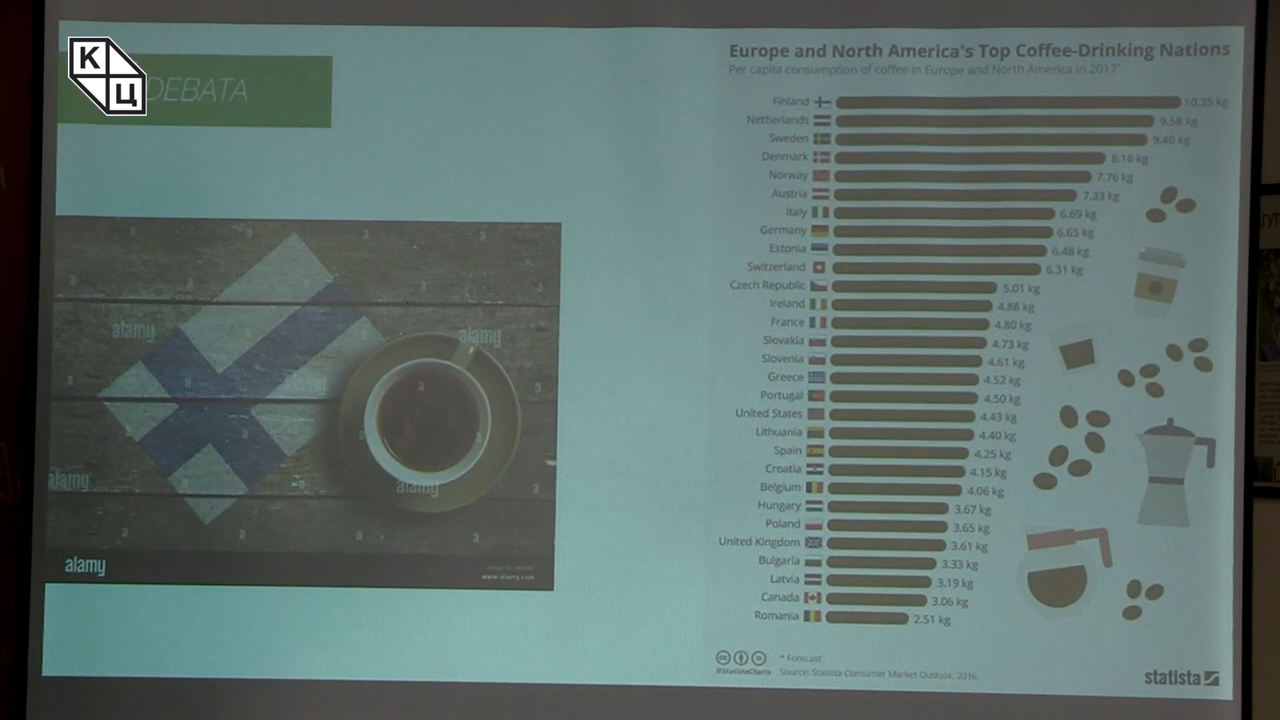 К
Ц
DEBATA
alamy
alamy
alamy
alamy
alamy
www.alamy.com
Europe and North America's Top Coffee-Drinking Nations
Per capita consumption of coffee in Europe and North America in 2017*
Finland 10.35 kg
Netherlands 9.58 kg
Sweden 9.40 kg
Denmark 8.16 kg
Norway 7.76 kg
Austria 7.33 kg
Italy 6.69 kg
Germany 6.65 kg
Estonia 6.48 kg
Switzerland 6.31 kg
Czech Republic 5.01 kg
Ireland 4.88 kg
France 4.80 kg
Slovakia 4.73 kg
Slovenia 4.61 kg
Greece 4.52 kg
Portugal 4.50 kg
United States 4.43 kg
Lithuania 4.40 kg
Spain 4.25 kg
Croatia 4.15 kg
Belgium 4.06 kg
Hungary 3.67 kg
Poland 3.65 kg
United Kingdom 3.61 kg
Bulgaria 3.33 kg
Latvia 3.19 kg
Canada 3.06 kg
Romania 2.51 kg
@StatistaCharts
* Forecast
Source: Statista Consumer Market Outlook, 2016
statista